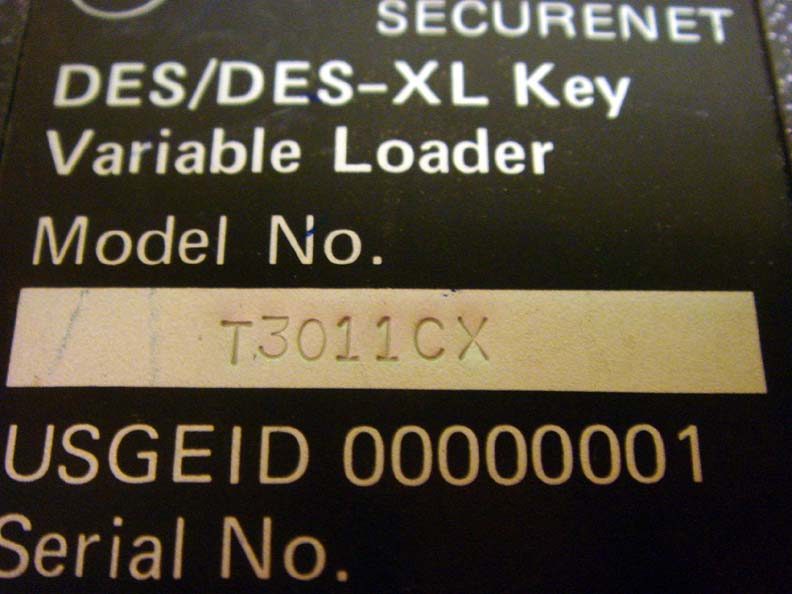 SECURENET
DES/DES-XL Key
Variable Loader
Model No.
T3011CX
USGEID 00000001
Serial No.